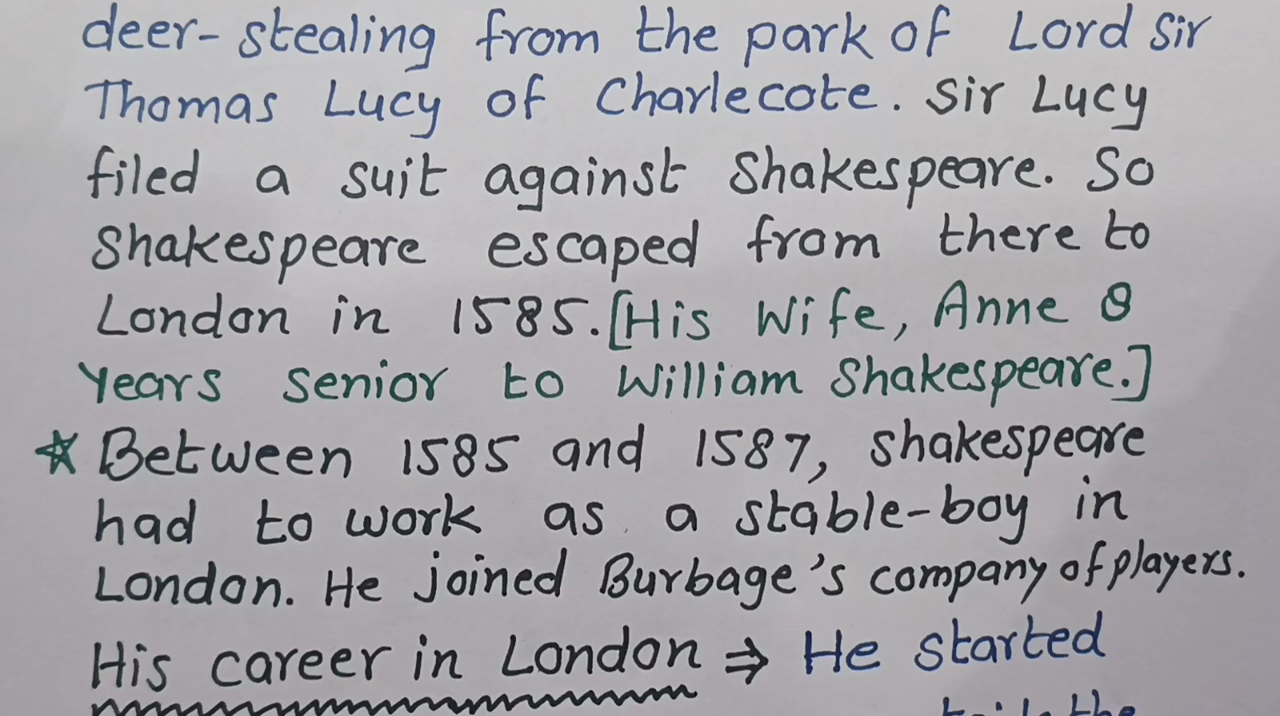 deer-stealing from the park of Lord Sir
Thomas Lucy of Charlecote. Sir Lucy
filed a suit against Shakespeare. So
Shakespeare escaped from there to
London in 1585. [His Wife, Anne 8
Years senior to William Shakespeare.]
Between 1585 and 1587, Shakespeare
had to work as a stable-boy in
London. He joined Burbage's company of players.
His career in London ⇒ He started
the